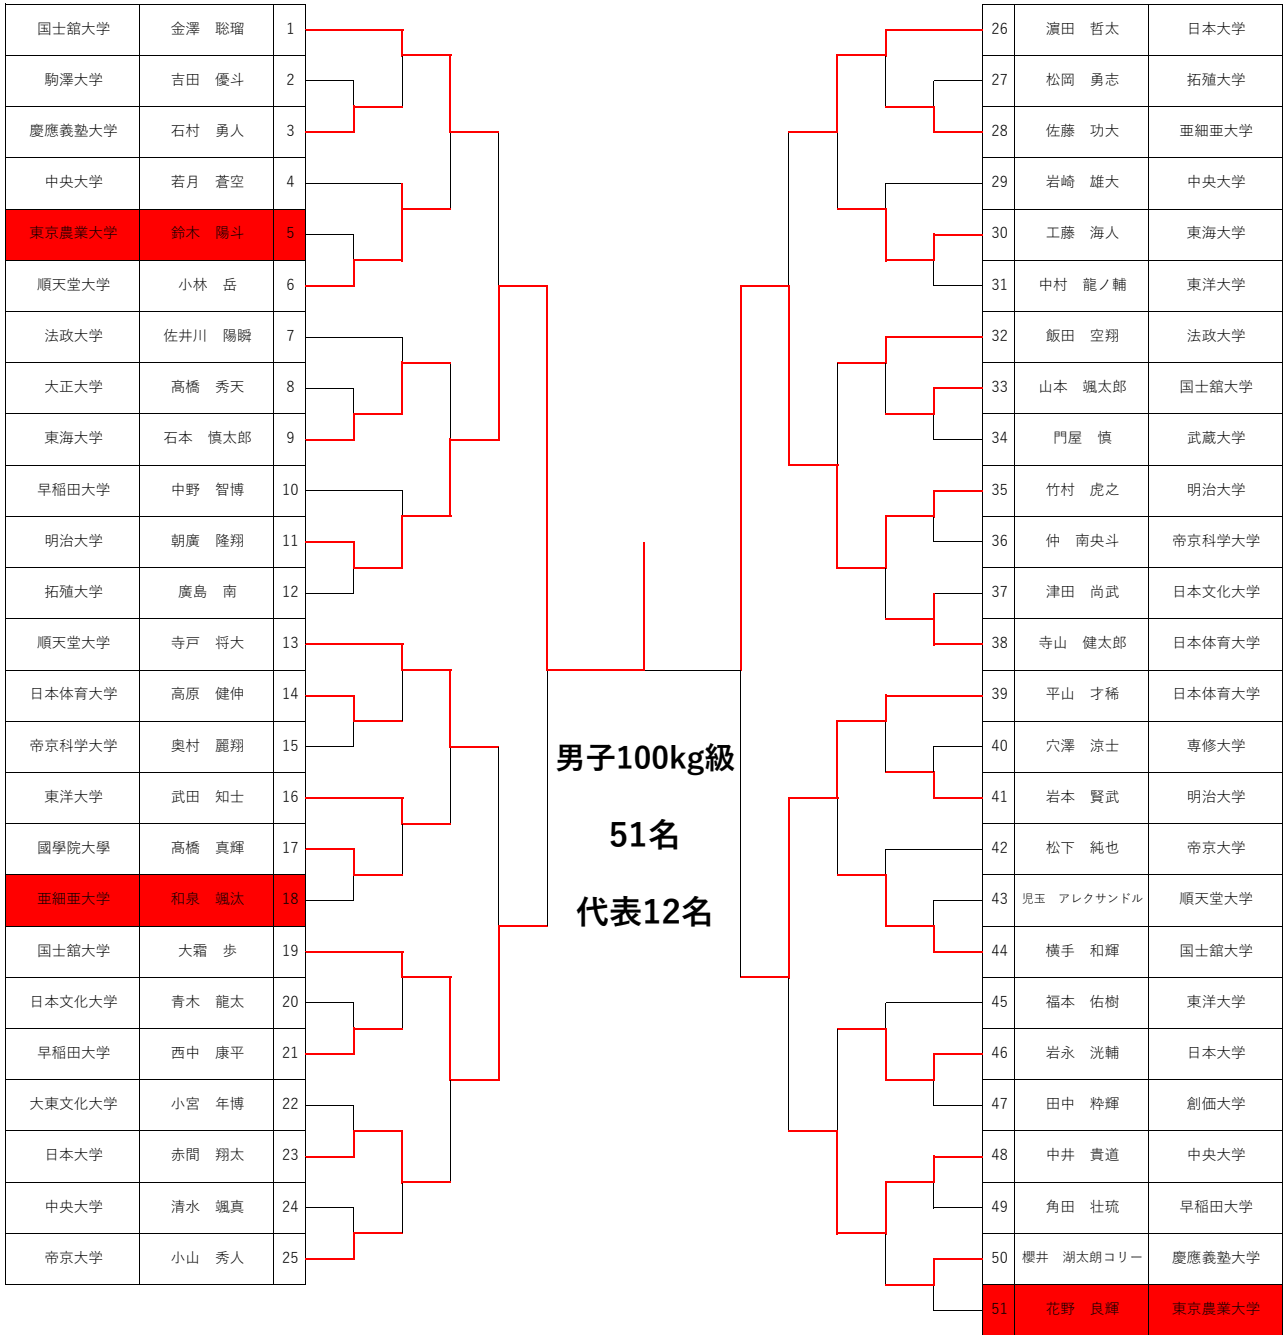 国士舘大学 金澤 聡瑠 1
駒澤大学 吉田 優斗 2
慶應義塾大学 石村 勇人 3
中央大学 若月 蒼空 4
東京農業大学 鈴木 陽斗 5
順天堂大学 小林 岳 6
法政大学 佐井川 陽瞬 7
大正大学 髙橋 秀天 8
東海大学 石本 慎太郎 9
早稲田大学 中野 智博 10
明治大学 朝廣 隆翔 11
拓殖大学 廣島 南 12
順天堂大学 寺戸 将大 13
日本体育大学 高原 健伸 14
帝京科学大学 奥村 麗翔 15
東洋大学 武田 知士 16
國學院大學 髙橋 真輝 17
亜細亜大学 和泉 颯汰 18
国士舘大学 大霜 歩 19
日本文化大学 青木 龍太 20
早稲田大学 西中 康平 21
大東文化大学 小宮 年博 22
日本大学 赤間 翔太 23
中央大学 清水 颯真 24
帝京大学 小山 秀人 25
男子100kg級
51名
代表12名
26 濵田 哲太 日本大学
27 松岡 勇志 拓殖大学
28 佐藤 功大 亜細亜大学
29 岩崎 雄大 中央大学
30 工藤 海人 東海大学
31 中村 龍ノ輔 東洋大学
32 飯田 空翔 法政大学
33 山本 颯太郎 国士舘大学
34 門屋 慎 武蔵大学
35 竹村 虎之 明治大学
36 仲 南央斗 帝京科学大学
37 津田 尚武 日本文化大学
38 寺山 健太郎 日本体育大学
39 平山 才稀 日本体育大学
40 穴澤 涼士 専修大学
41 岩本 賢武 明治大学
42 松下 純也 帝京大学
43 児玉 アレクサンドル 順天堂大学
44 横手 和輝 国士舘大学
45 福本 佑樹 東洋大学
46 岩永 洸輔 日本大学
47 田中 粋輝 創価大学
48 中井 貴道 中央大学
49 角田 壮琉 早稲田大学
50 櫻井 湖太朗コリー 慶應義塾大学
51 花野 良輝 東京農業大学